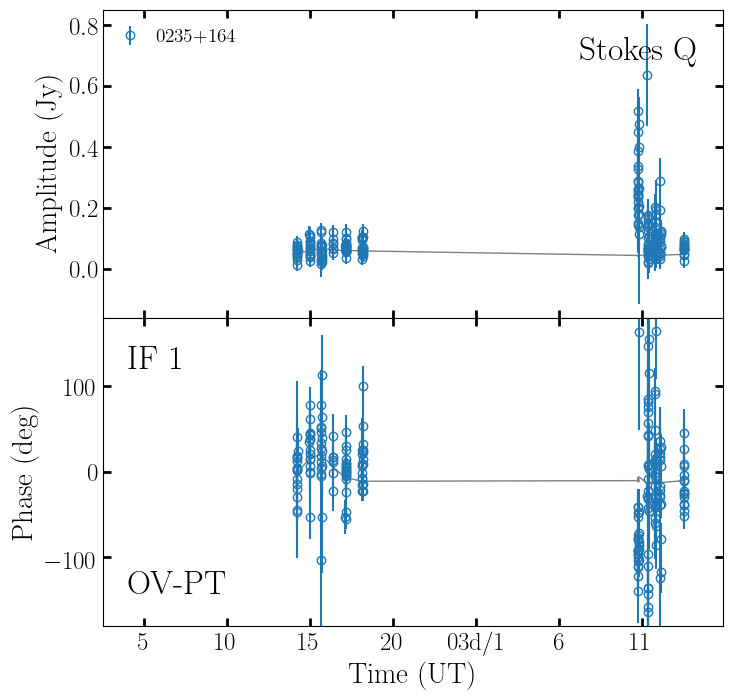 0.8
0235+164
Stokes Q
0.6
0.4
0.2
0.0
Amplitude (Jy)
IF 1
100
0
−100
Phase (deg)
OV-PT
5 10 15 20 03d/1 6 11
Time (UT)